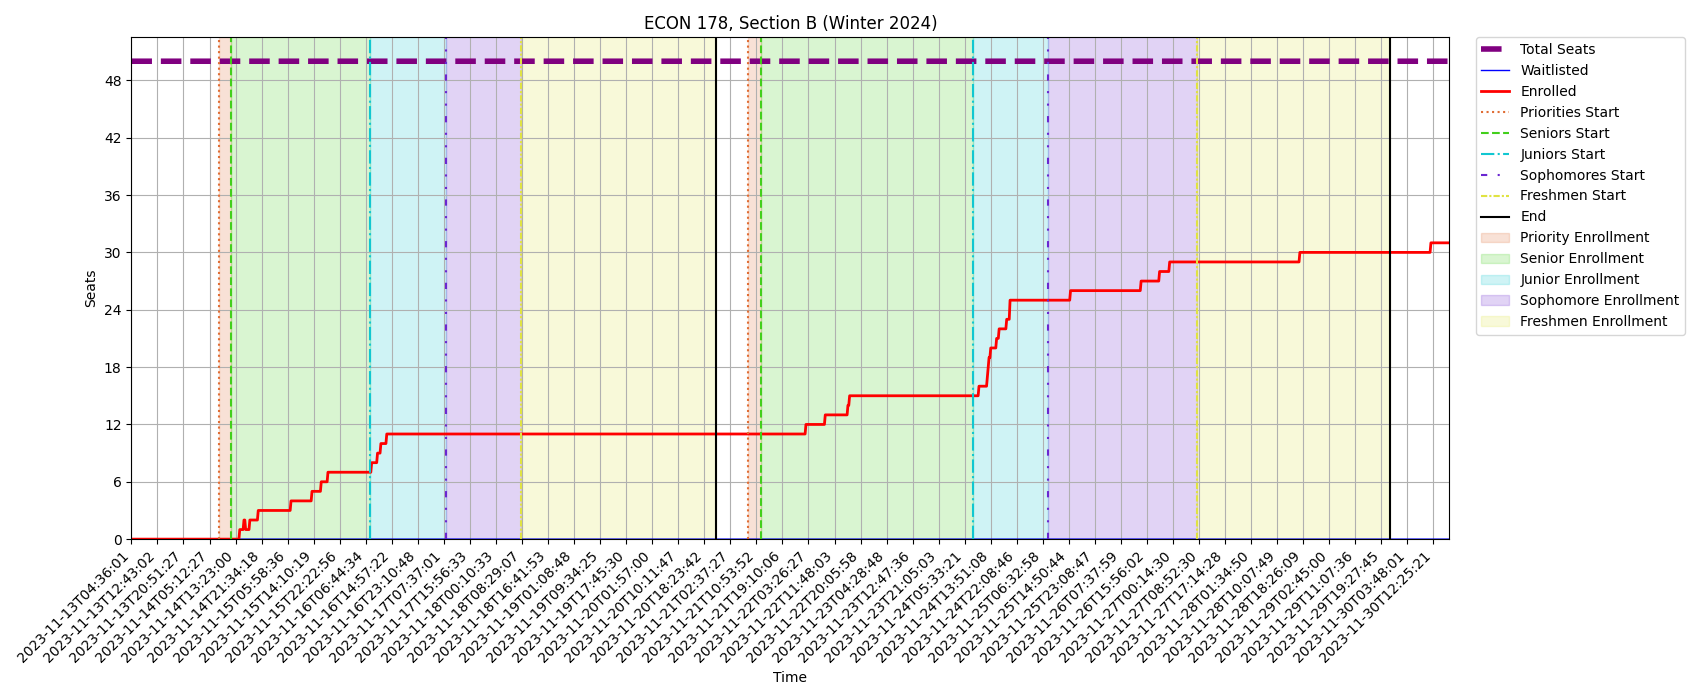 ECON 178, Section B (Winter 2024)
Seats
48
42
36
30
24
18
12
6
0
2023-11-13T04:36:01
2023-11-13T12:43:02
2023-11-13T20:51:27
2023-11-14T05:12:27
2023-11-14T13:23:00
2023-11-14T21:34:18
2023-11-15T05:58:36
2023-11-15T14:10:19
2023-11-15T22:22:56
2023-11-16T06:44:34
2023-11-16T14:57:22
2023-11-16T23:10:48
2023-11-17T07:37:01
2023-11-17T15:56:33
2023-11-18T00:10:33
2023-11-18T08:29:07
2023-11-18T16:41:53
2023-11-19T01:08:48
2023-11-19T09:34:25
2023-11-19T17:45:30
2023-11-20T01:57:00
2023-11-20T10:11:47
2023-11-20T18:23:42
2023-11-21T02:37:27
2023-11-21T10:53:52
2023-11-21T19:10:06
2023-11-22T03:26:27
2023-11-22T11:48:03
2023-11-22T20:05:58
2023-11-23T04:28:48
2023-11-23T12:47:36
2023-11-23T21:05:03
2023-11-24T05:33:21
2023-11-24T13:51:08
2023-11-24T22:08:46
2023-11-25T06:32:58
2023-11-25T14:50:44
2023-11-25T23:08:47
2023-11-26T07:37:59
2023-11-26T15:56:02
2023-11-27T00:14:30
2023-11-27T08:52:30
2023-11-27T17:14:28
2023-11-28T01:34:50
2023-11-28T10:07:49
2023-11-28T18:26:09
2023-11-29T02:45:00
2023-11-29T11:07:36
2023-11-29T19:27:45
2023-11-30T03:48:01
2023-11-30T12:25:21
Time
Total Seats
Waitlisted
Enrolled
Priorities Start
Seniors Start
Juniors Start
Sophomores Start
Freshmen Start
End
Priority Enrollment
Senior Enrollment
Junior Enrollment
Sophomore Enrollment
Freshmen Enrollment